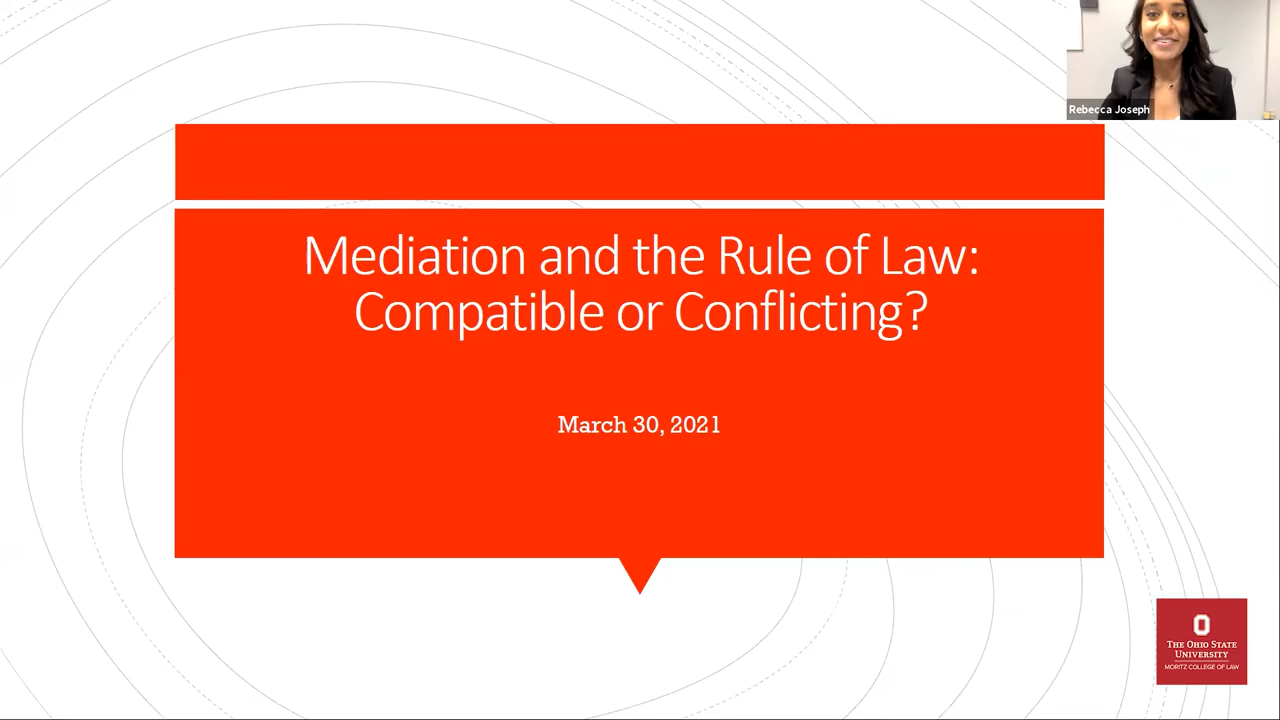 Rebecca Joseph
Mediation and the Rule of Law:
Compatible or Conflicting?
March 30, 2021
O
THE OHIO STATE
UNIVERSITY
MORITZ COLLEGE OF LAW